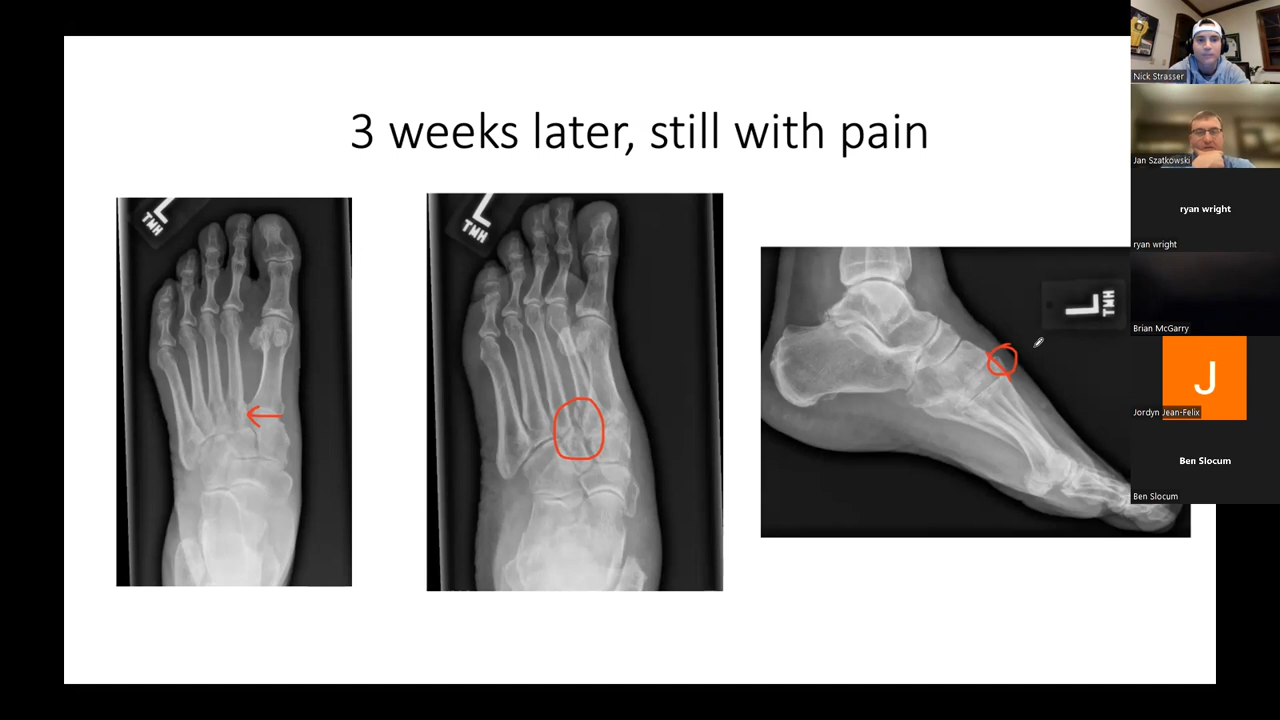 3 weeks later, still with pain
L
TMH
L
TMH
L
TMH
Nick Strasser
Jan Szatkowski
ryan wright
ryan wright
Brian McGarry
J
Jordyn Jean-Felix
Ben Slocum
Ben Slocum